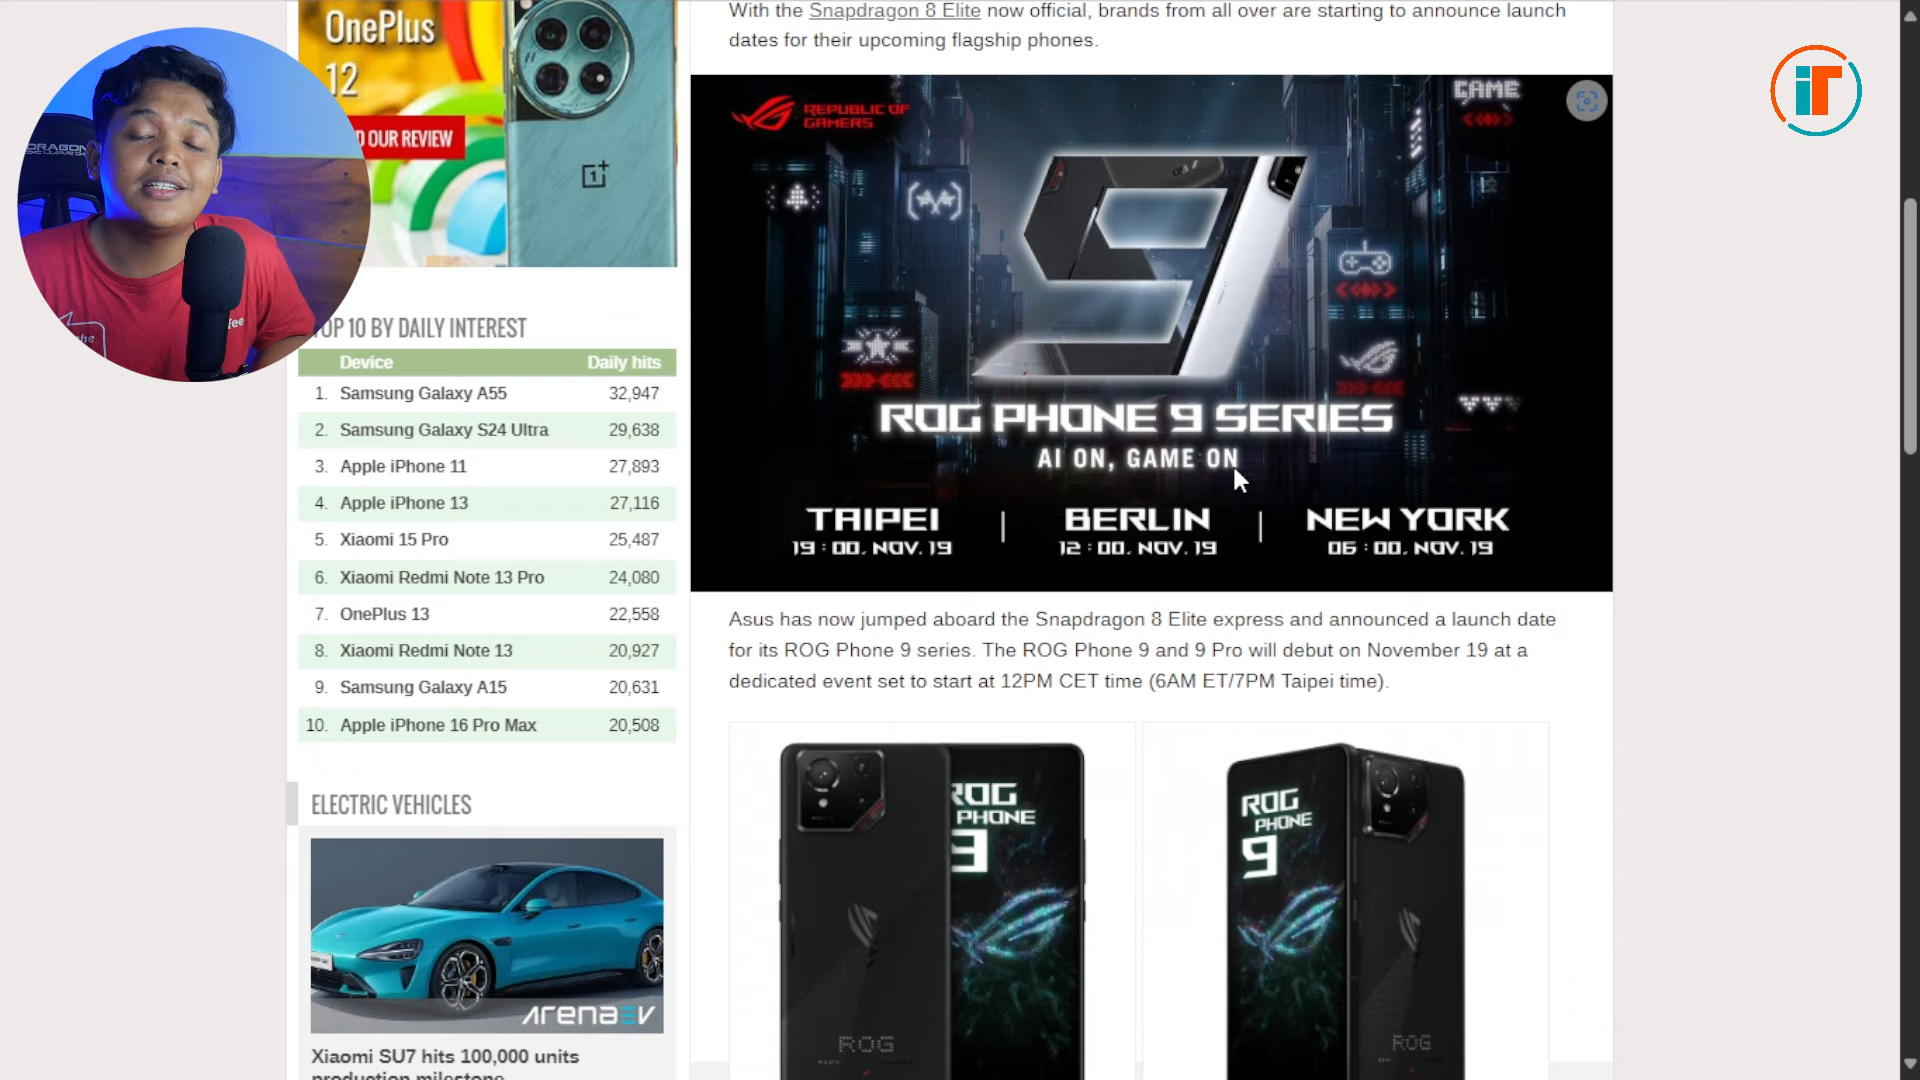 OnePlus
12
OUR REVIEW
DRAGON
TOP 10 BY DAILY INTEREST
Device Daily hits
1. Samsung Galaxy A55 32,947
2. Samsung Galaxy S24 Ultra 29,638
3. Apple iPhone 11 27,893
4. Apple iPhone 13 27,116
5. Xiaomi 15 Pro 25,487
6. Xiaomi Redmi Note 13 Pro 24,080
7. OnePlus 13 22,558
8. Xiaomi Redmi Note 13 20,927
9. Samsung Galaxy A15 20,631
10. Apple iPhone 16 Pro Max 20,508
ELECTRIC VEHICLES
ArenaEV
Xiaomi SU7 hits 100,000 units
production milestone
With the Snapdragon 8 Elite now official, brands from all over are starting to announce launch
dates for their upcoming flagship phones.
REPUBLIC OF
GAMERS
GAME
9
ROG PHONE 9 SERIES
AI ON, GAME ON
TAIPEI | BERLIN | NEW YORK
19 : 00, NOV. 19 12 : 00, NOV. 19 06 : 00, NOV. 19
Asus has now jumped aboard the Snapdragon 8 Elite express and announced a launch date
for its ROG Phone 9 series. The ROG Phone 9 and 9 Pro will debut on November 19 at a
dedicated event set to start at 12PM CET time (6AM ET/7PM Taipei time).
ROG
PHONE
9
ROG
ROG
PHONE
9
ROG
iT